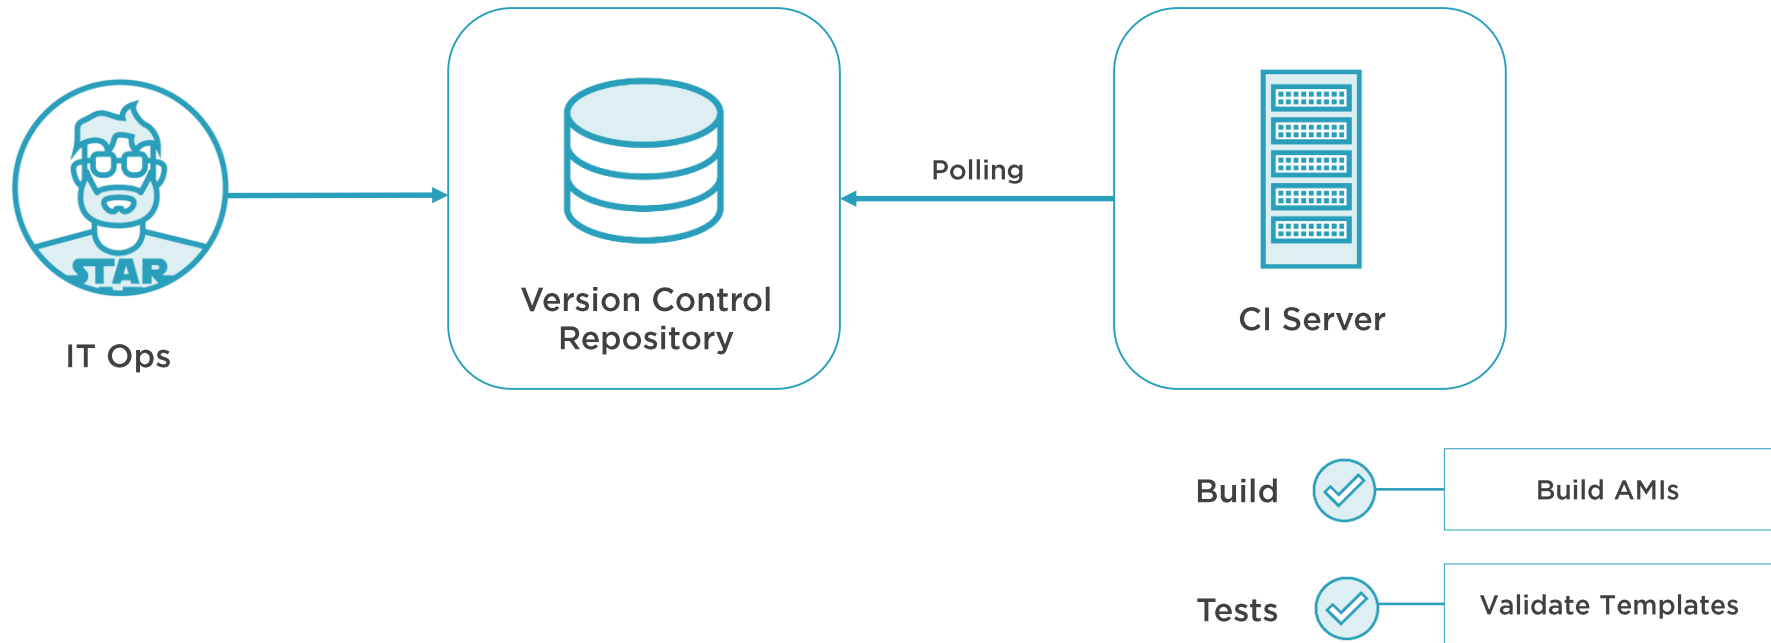 STAR
IT Ops
Version Control
Repository
Polling
CI Server
Build
Build AMIs
Tests
Validate Templates